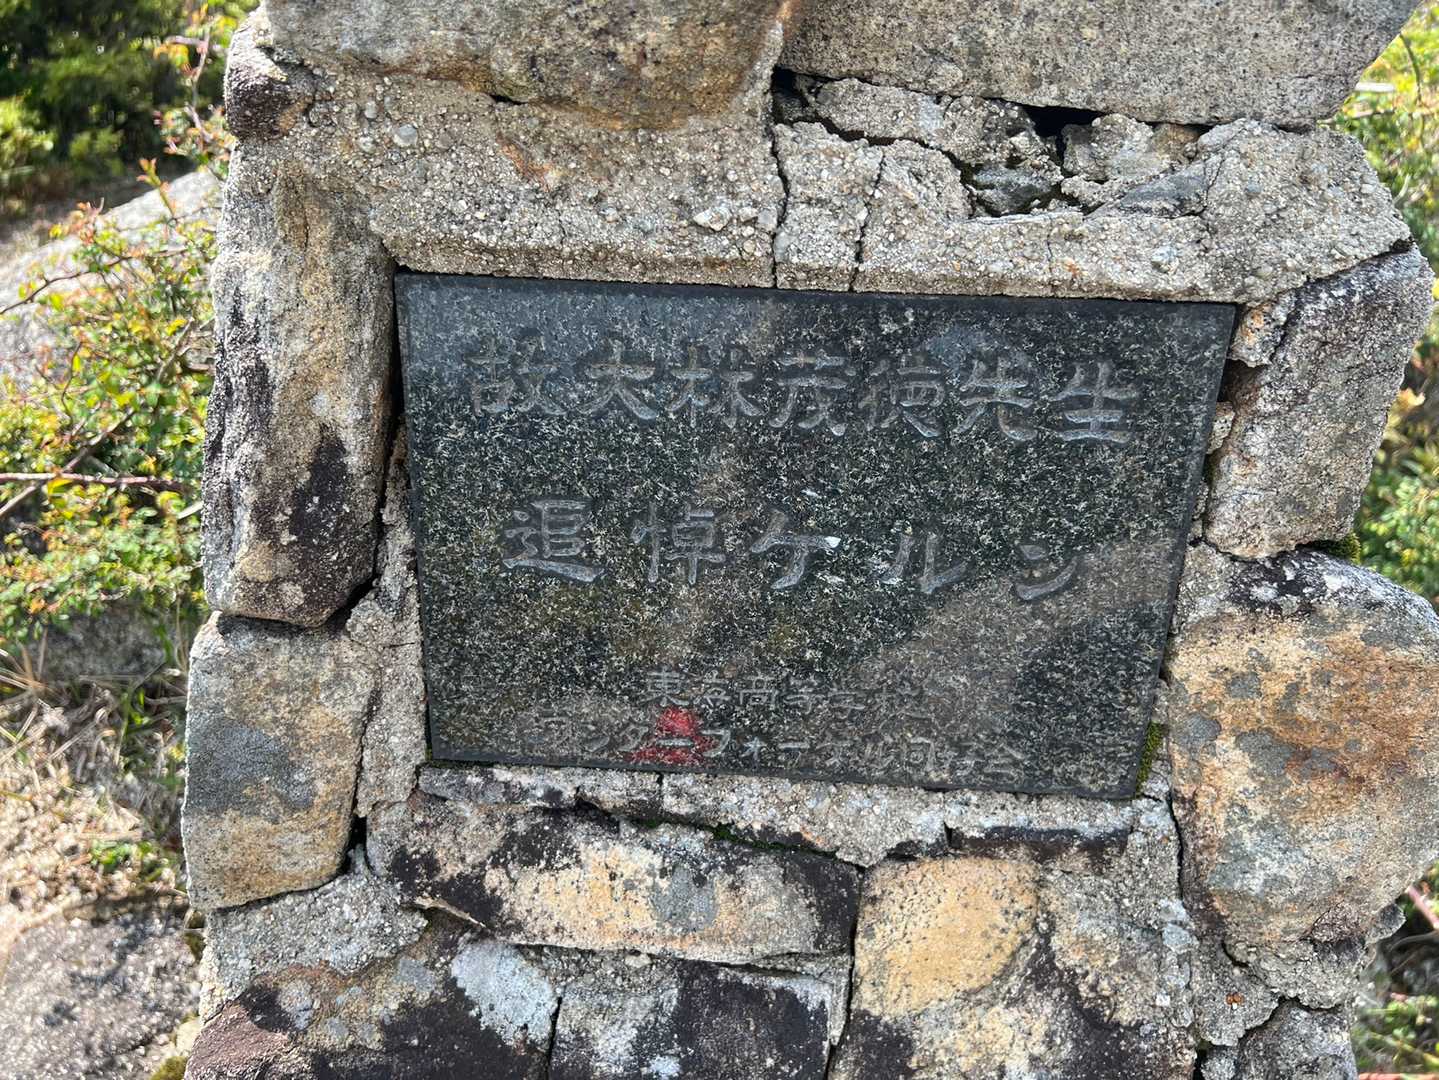 故大林茂徳先生
追悼ケルン
東宗高等学校
ワンダーフォーゲル同好会